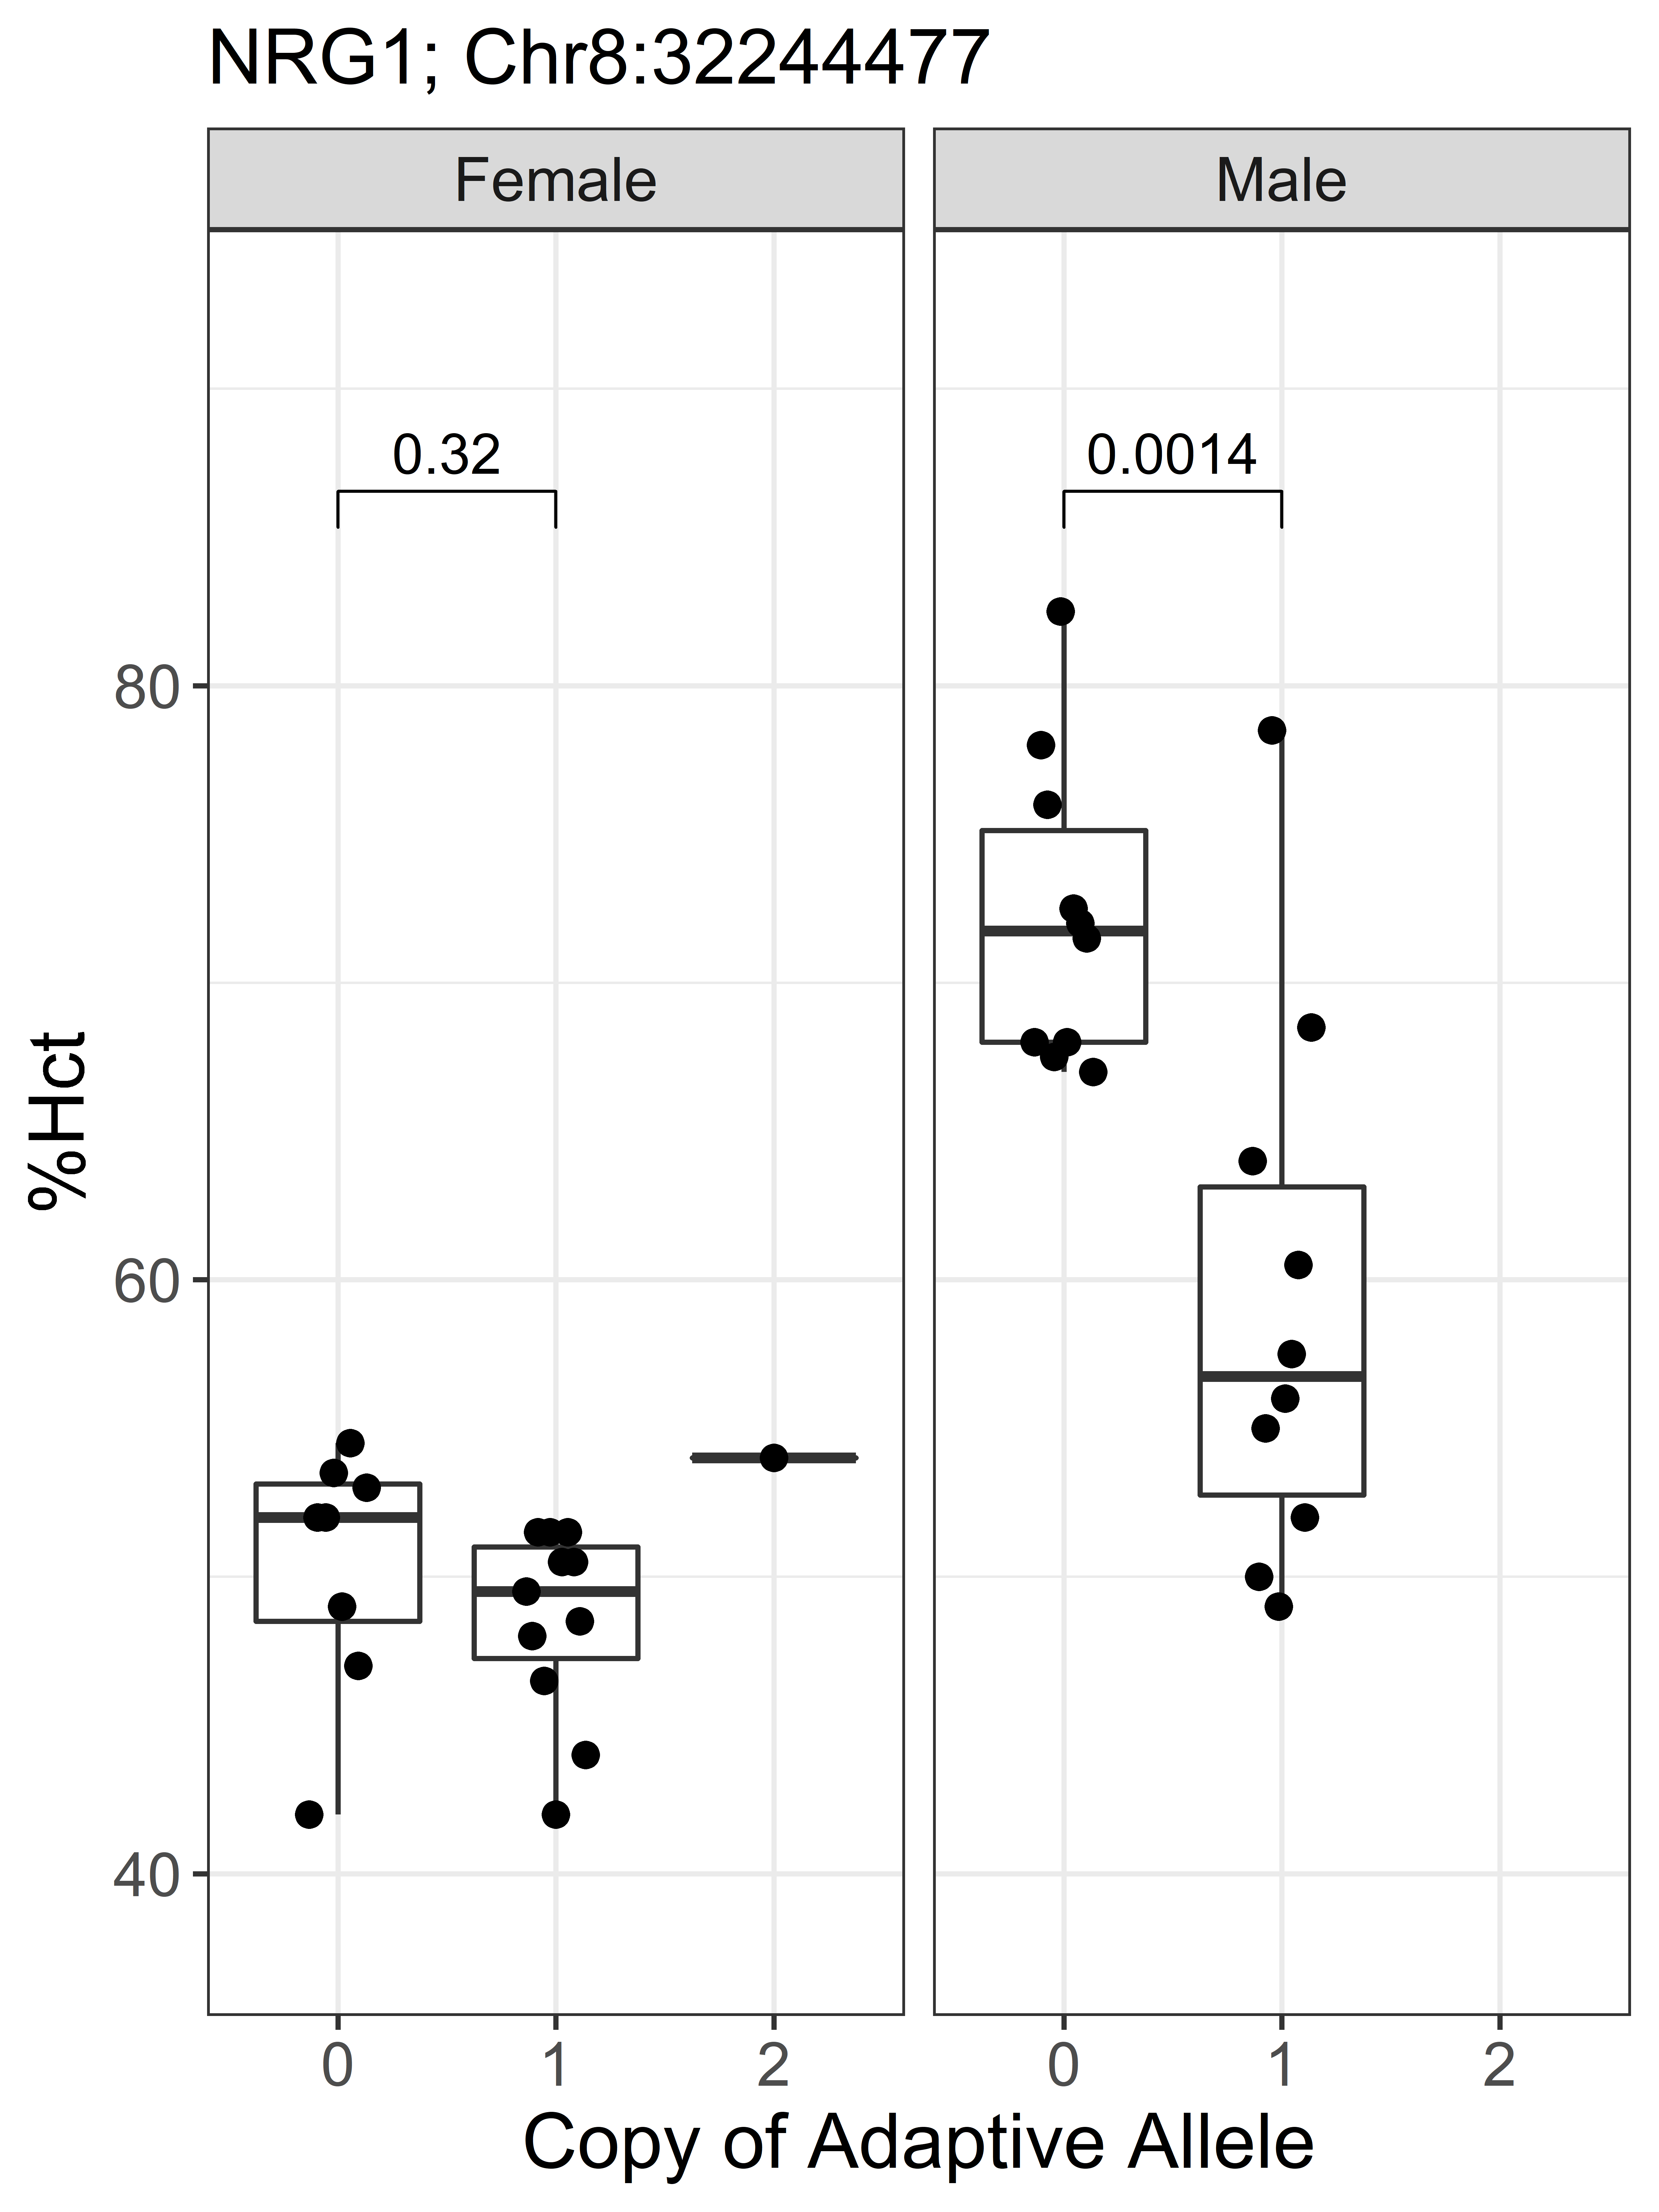 NRG1; Chr8:32244477
Female Male
0.32 0.0014
80
60
40
%Hct
0 1 2 0 1 2
Copy of Adaptive Allele